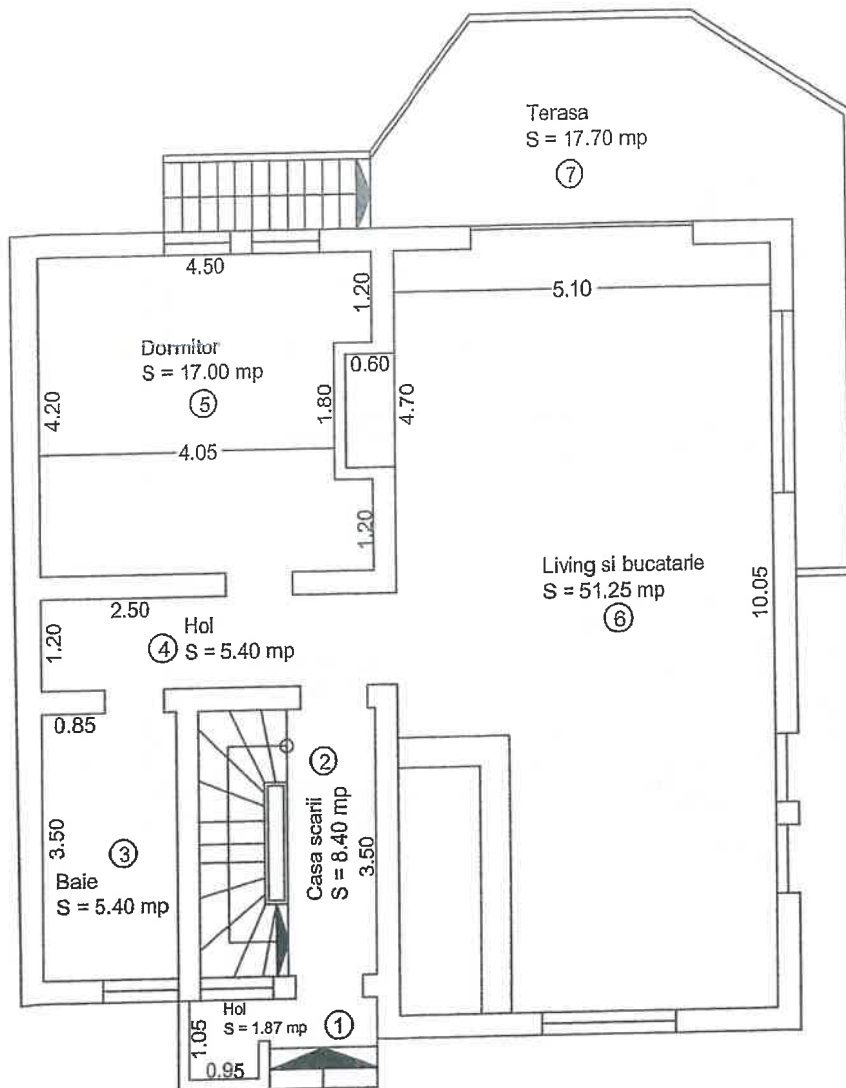 Terasa
S = 17.70 mp
7
4.50
1.20
5.10
Dormitor
S = 17.00 mp
5
0.60
4.20
1.80
4.70
4.05
1.20
Living si bucatarie
S = 51.25 mp
6
10.05
2.50
Hol
S = 5.40 mp
4
1.20
0.85
2
Casa scarii
S = 8.40 mp
3.50
3.50
3
Baie
S = 5.40 mp
Hol
S = 1.87 mp
1
1.05
0.95